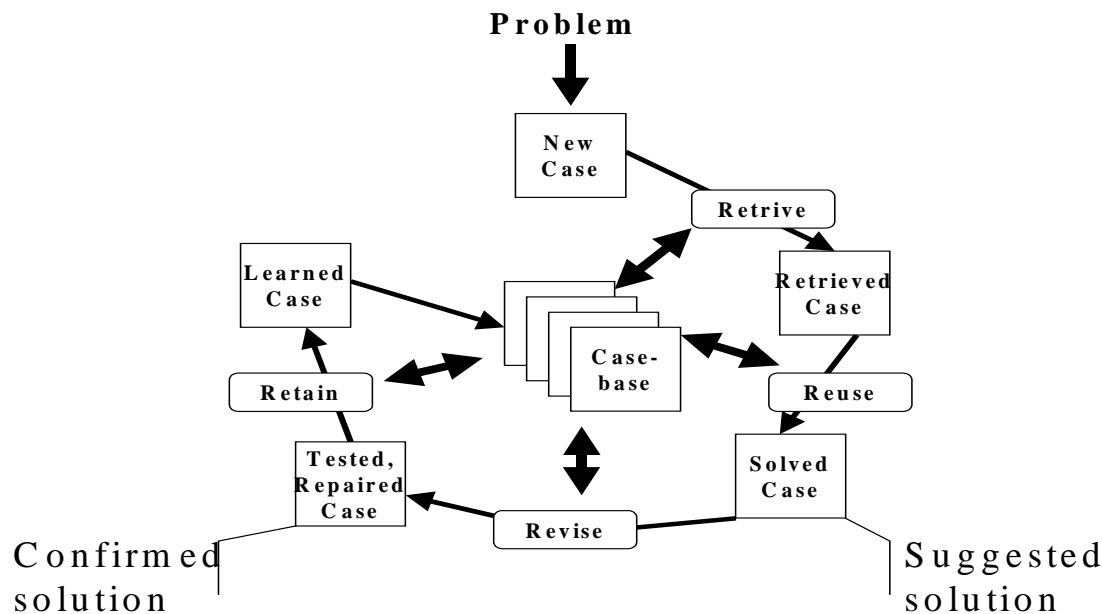 Problem
New
Case
Retrive
Learned
Case
Retrieved
Case
Case-
base
Retain
Reuse
Tested,
Repaired
Case
Solved
Case
Revise
Confirmed
solution
Suggested
solution